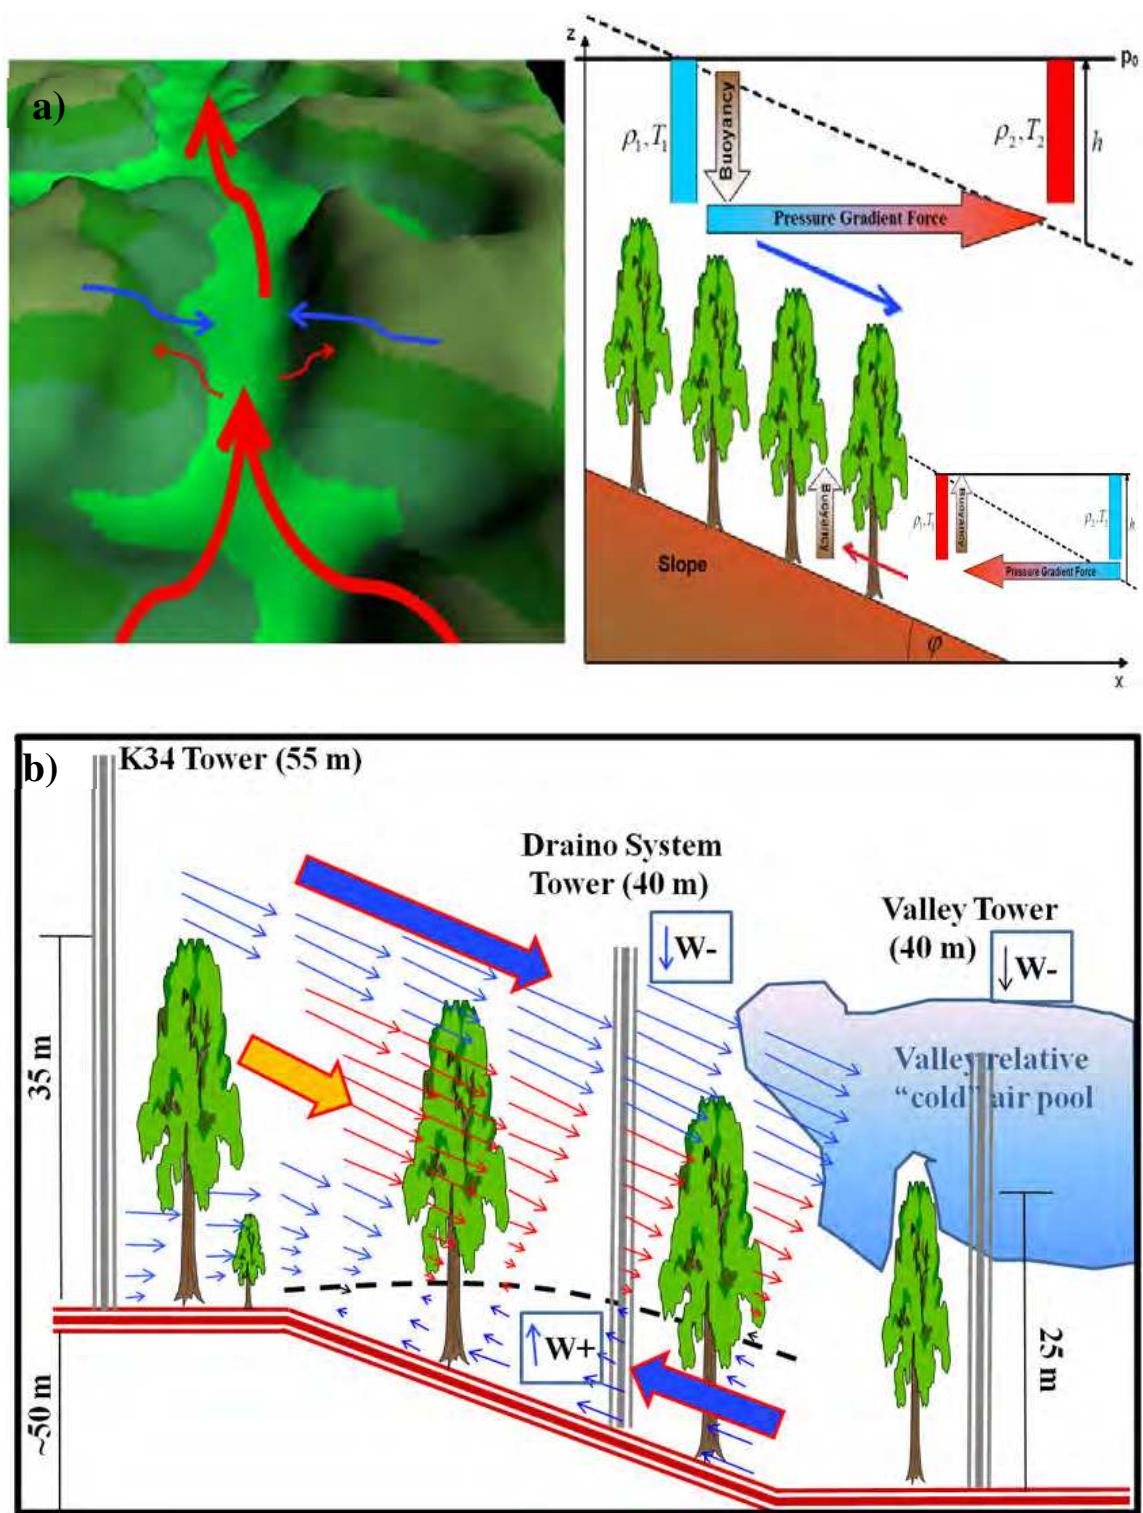 a)
z
p₀
Buoyancy
ρ₁,T₁
ρ₂,T₂
h
Pressure Gradient Force
Buoyancy
Buoyancy
ρ₁,T₁
ρ₂,T₂
h
Pressure Gradient Force
Slope
φ
x
b)
K34 Tower (55 m)
Draino System
Tower (40 m)
Valley Tower
(40 m)
W-
W-
Valley relative
“cold” air pool
35 m
W+
25 m
~50 m